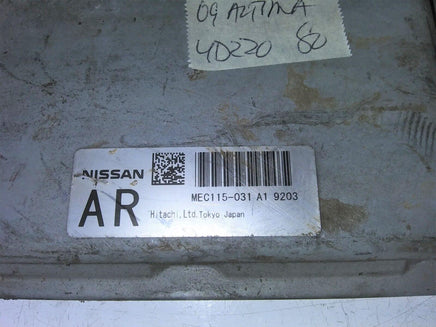 09 ALTIMA
4D220 80
NISSAN
MEC115-031 A1 9203
AR
Hitachi,Ltd.Tokyo Japan